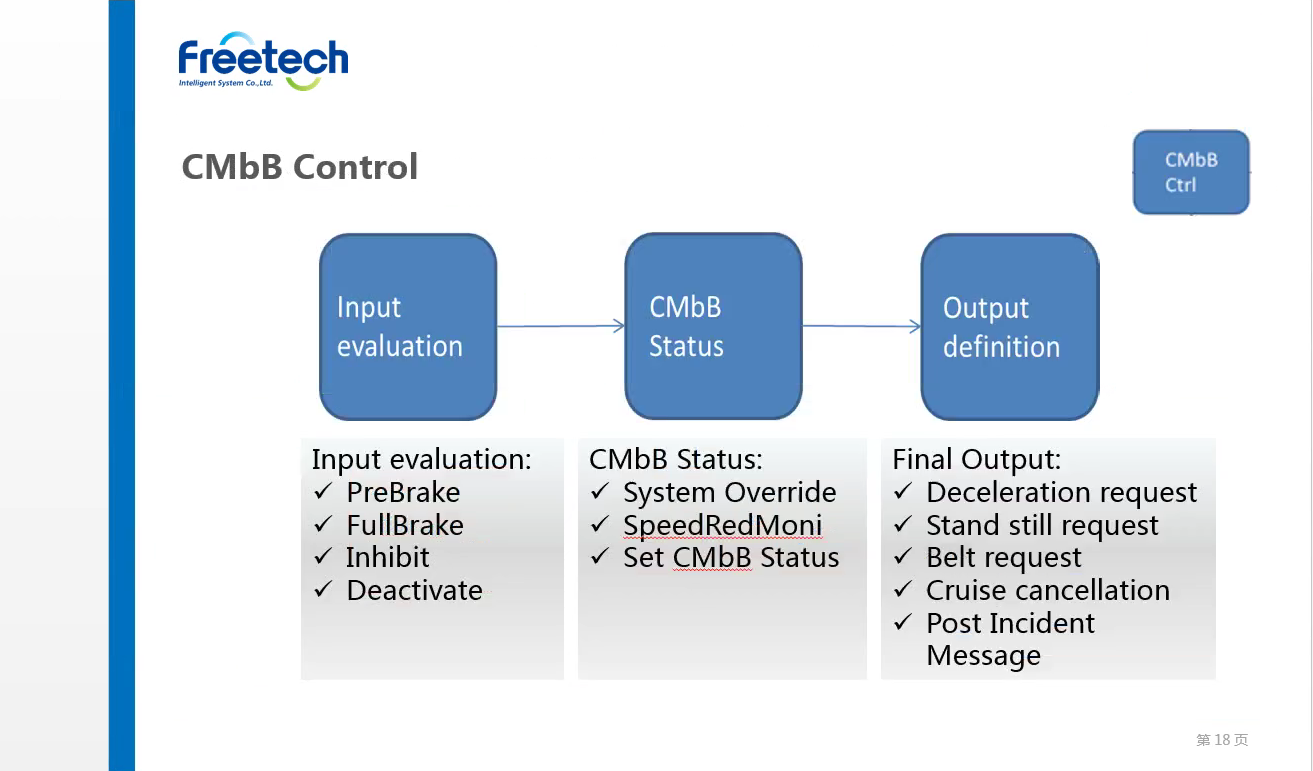 Freetech
Intelligent System Co.,Ltd.
CMbB Control
CMbB
Ctrl
Input
evaluation
CMbB
Status
Output
definition
Input evaluation:
✓ PreBrake
✓ FullBrake
✓ Inhibit
✓ Deactivate
CMbB Status:
✓ System Override
✓ SpeedRedMoni
✓ Set CMbB Status
Final Output:
✓ Deceleration request
✓ Stand still request
✓ Belt request
✓ Cruise cancellation
✓ Post Incident
Message
第 18 页